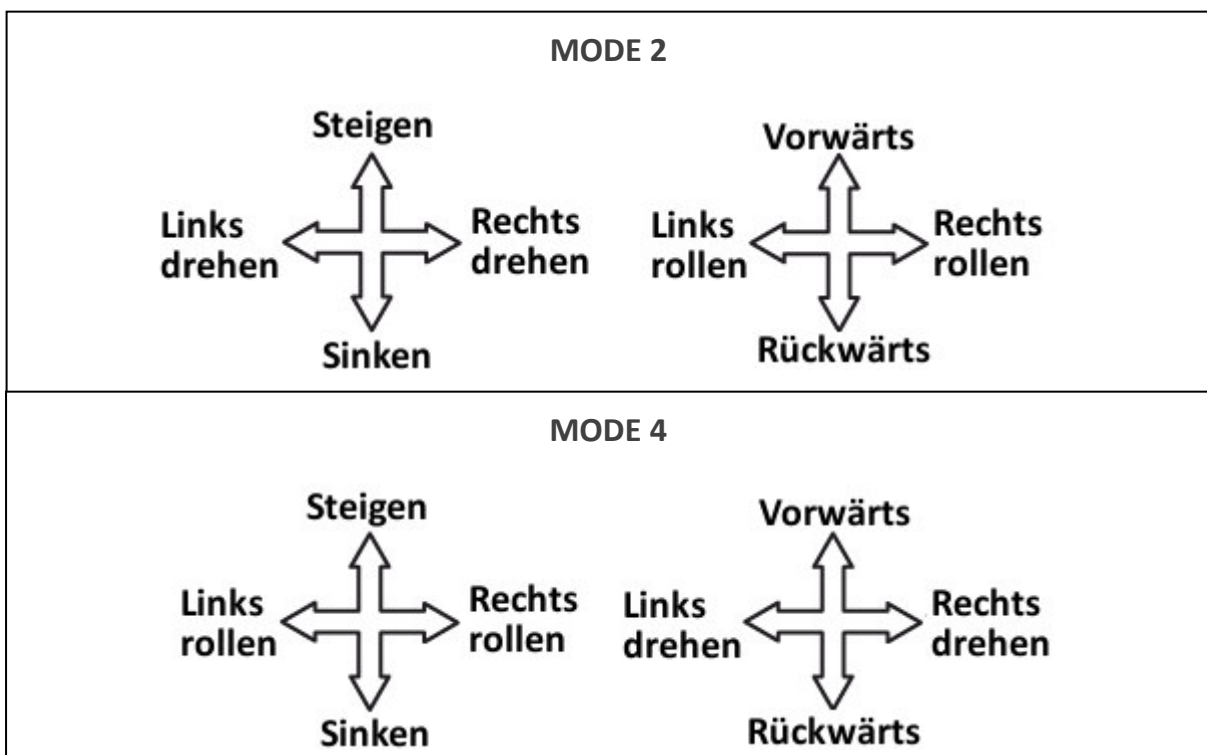 MODE 2
Steigen
Links
drehen
Rechts
drehen
Sinken
Vorwärts
Links
rollen
Rechts
rollen
Rückwärts
MODE 4
Steigen
Links
rollen
Rechts
rollen
Sinken
Vorwärts
Links
drehen
Rechts
drehen
Rückwärts